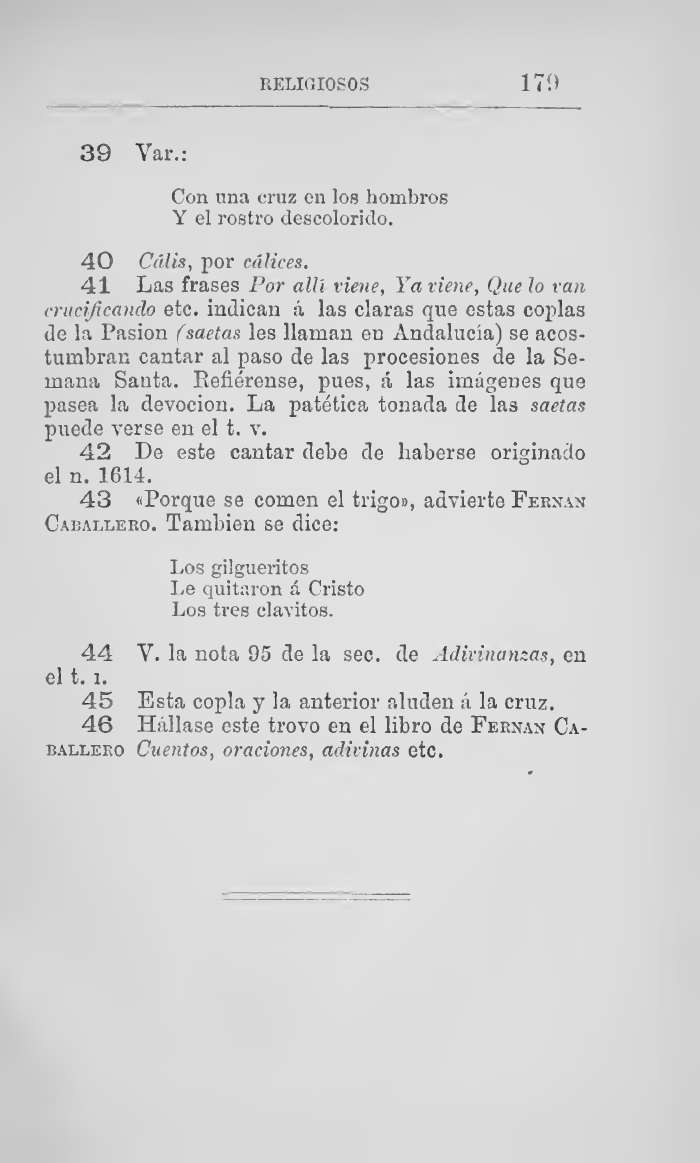 RELIGIOSOS 179
39 Var.:
Con una cruz en los hombros
Y el rostro descolorido.
40 Cális, por cálices.
41 Las frases Por allí viene, Ya viene, Que lo van
crucificando etc. indican á las claras que estas coplas
de la Pasion (saetas les llaman en Andalucía) se acos-
tumbran cantar al paso de las procesiones de la Se-
mana Santa. Refiérense, pues, á las imágenes que
pasea la devocion. La patética tonada de las saetas
puede verse en el t. v.
42 De este cantar debe de haberse originado
el n. 1614.
43 «Porque se comen el trigo», advierte FERNAN
CABALLERO. Tambien se dice:
Los gilgueritos
Le quitaron á Cristo
Los tres clavitos.
44 V. la nota 95 de la sec. de Adivinanzas, en
el t. I.
45 Esta copla y la anterior aluden á la cruz.
46 Hállase este trovo en el libro de FERNAN CA-
BALLERO Cuentos, oraciones, adivinas etc.